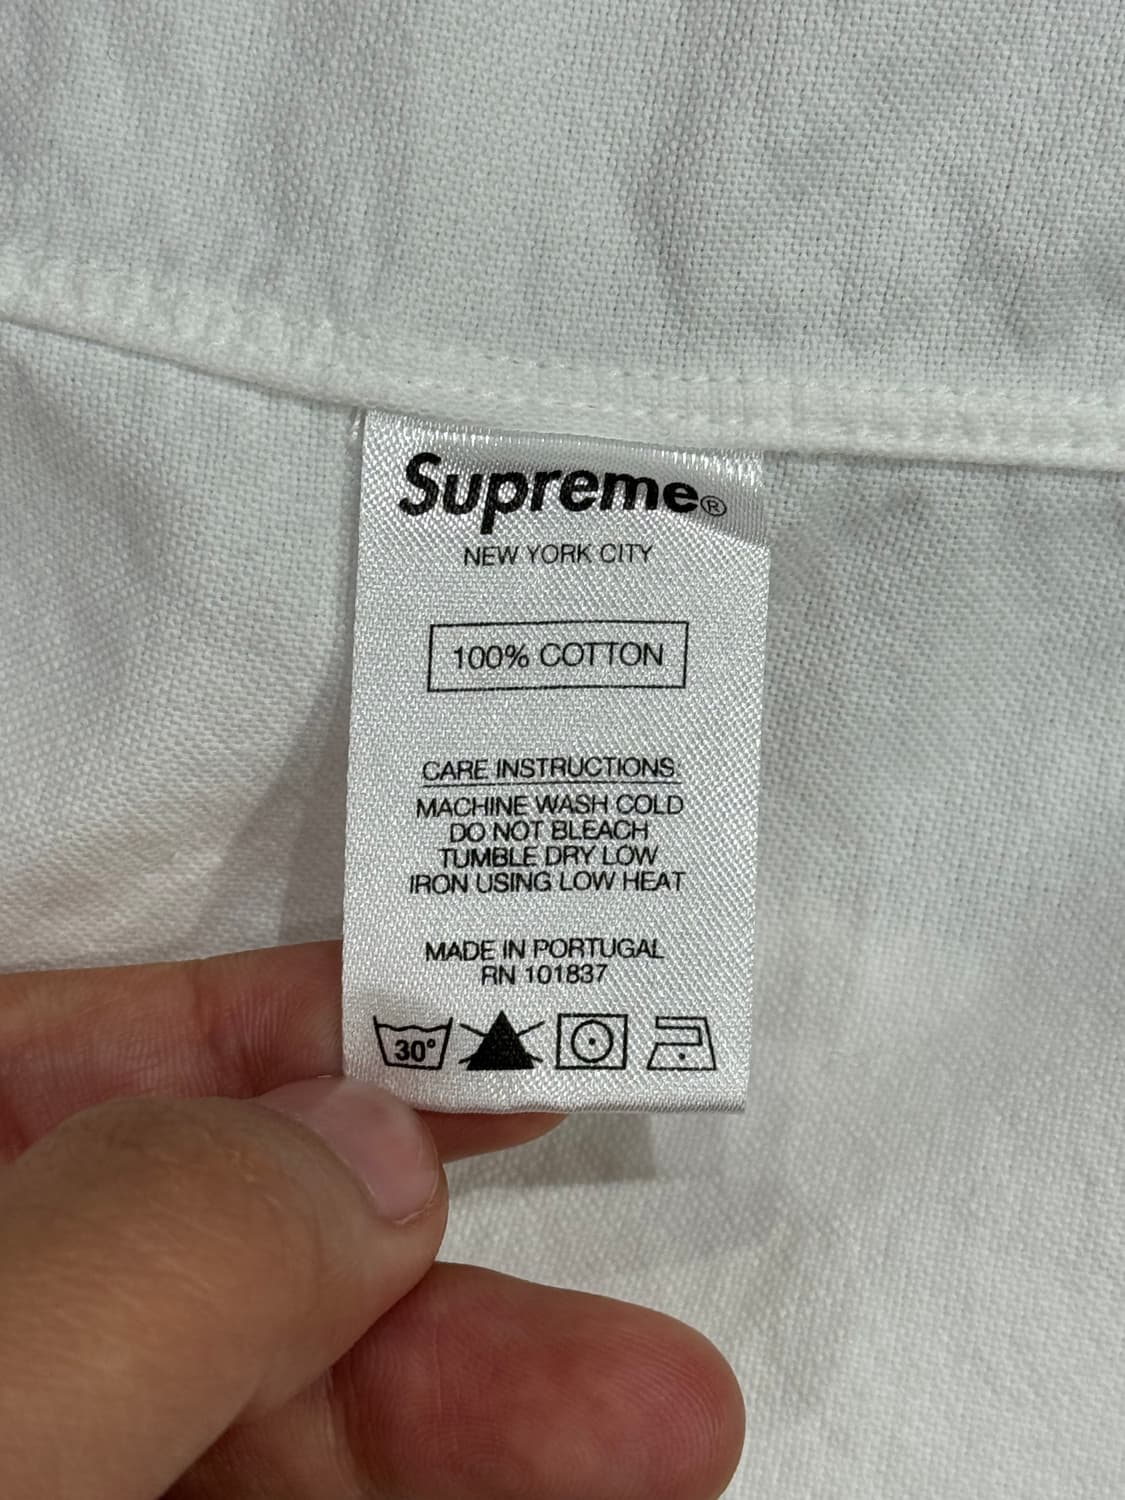 Supreme®
NEW YORK CITY
100% COTTON
CARE INSTRUCTIONS
MACHINE WASH COLD
DO NOT BLEACH
TUMBLE DRY LOW
IRON USING LOW HEAT
MADE IN PORTUGAL
RN 101837
30°